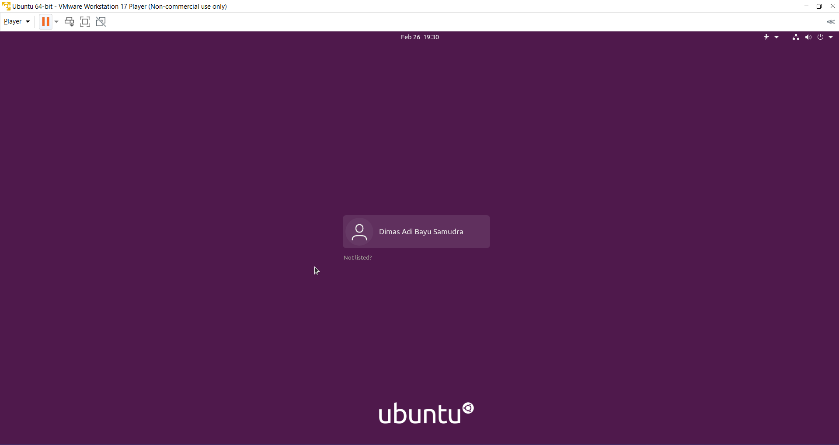 Ubuntu 64-bit - VMware Workstation 17 Player (Non-commercial use only)
Player
Feb 26 19:30
Dimas Adi Bayu Samudra
Not listed?
ubuntu